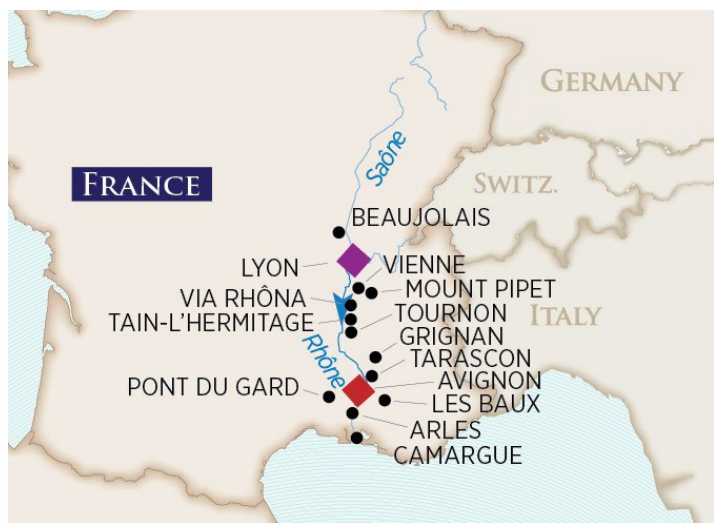 GERMANY
Saône
SWITZ.
FRANCE
BEAUJOLAIS
LYON
VIENNE
MOUNT PIPET
VIA RHÔNA
TOURNON
ITALY
TAIN-L'HERMITAGE
GRIGNAN
Rhône
TARASCON
AVIGNON
PONT DU GARD
LES BAUX
ARLES
CAMARGUE